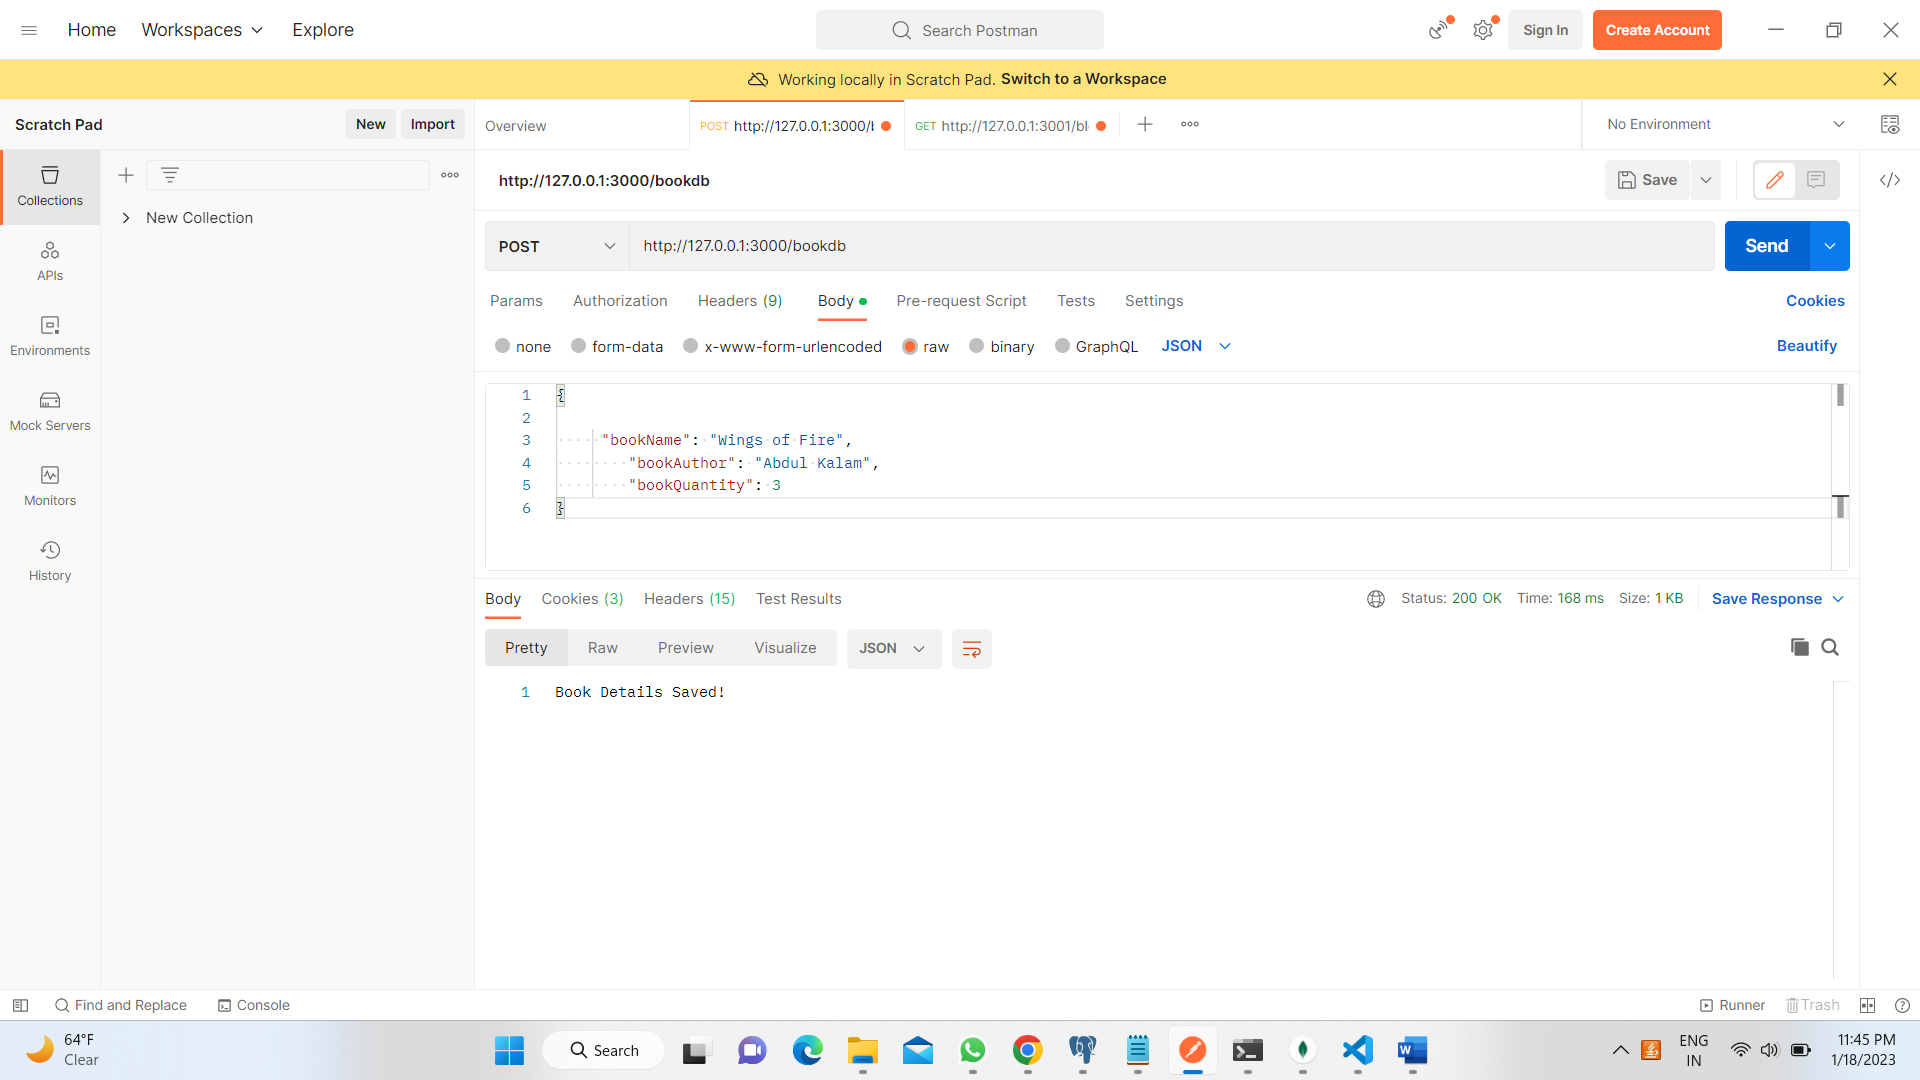 Home Workspaces Explore Search Postman Sign In Create Account
Working locally in Scratch Pad. Switch to a Workspace
Scratch Pad New Import Overview POST http://127.0.0.1:3000/b GET http://127.0.0.1:3001/bl No Environment
Collections
New Collection
APIs
Environments
Mock Servers
Monitors
History
http://127.0.0.1:3000/bookdb Save
POST http://127.0.0.1:3000/bookdb Send
Params Authorization Headers (9) Body Pre-request Script Tests Settings Cookies
none form-data x-www-form-urlencoded raw binary GraphQL JSON Beautify
1 {
2
3 "bookName": "Wings of Fire",
4 "bookAuthor": "Abdul Kalam",
5 "bookQuantity": 3
6 }
Body Cookies (3) Headers (15) Test Results Status: 200 OK Time: 168 ms Size: 1 KB Save Response
Pretty Raw Preview Visualize JSON
1 Book Details Saved!
Find and Replace Console Runner Trash
64°F
Clear
Search
ENG
IN
11:45 PM
1/18/2023